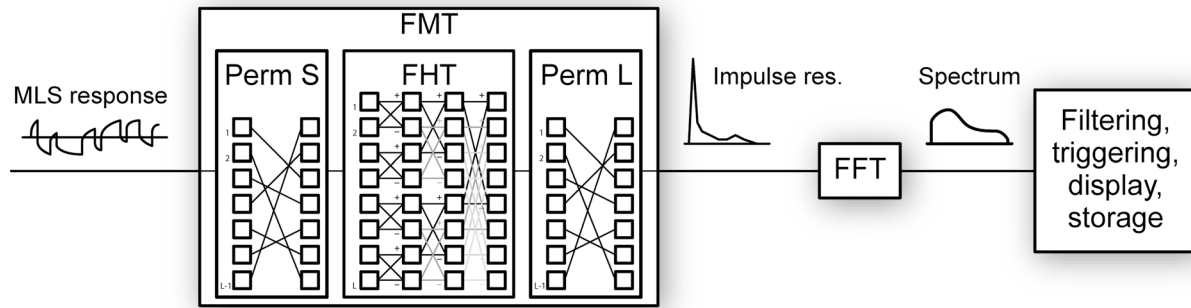 FMT
Perm S
FHT
Perm L
MLS response
Impulse res.
Spectrum
FFT
Filtering,
triggering,
display,
storage
1
2
L-1
1
2
L
1
2
L-1
+
−
+
−
+
−
+
−
+
−
+
−
+